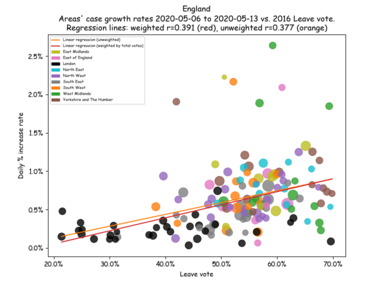 England
Areas' case growth rates 2020-05-06 to 2020-05-13 vs. 2016 Leave vote.
Regression lines: weighted r=0.391 (red), unweighted r=0.377 (orange)
Linear regression (unweighted)
Linear regression (weighted by total votes)
East Midlands
East of England
London
North East
North West
South East
South West
West Midlands
Yorkshire and The Humber
Daily % increase rate
2.5%
2.0%
1.5%
1.0%
0.5%
0.0%
20.0%
30.0%
40.0%
50.0%
60.0%
70.0%
Leave vote